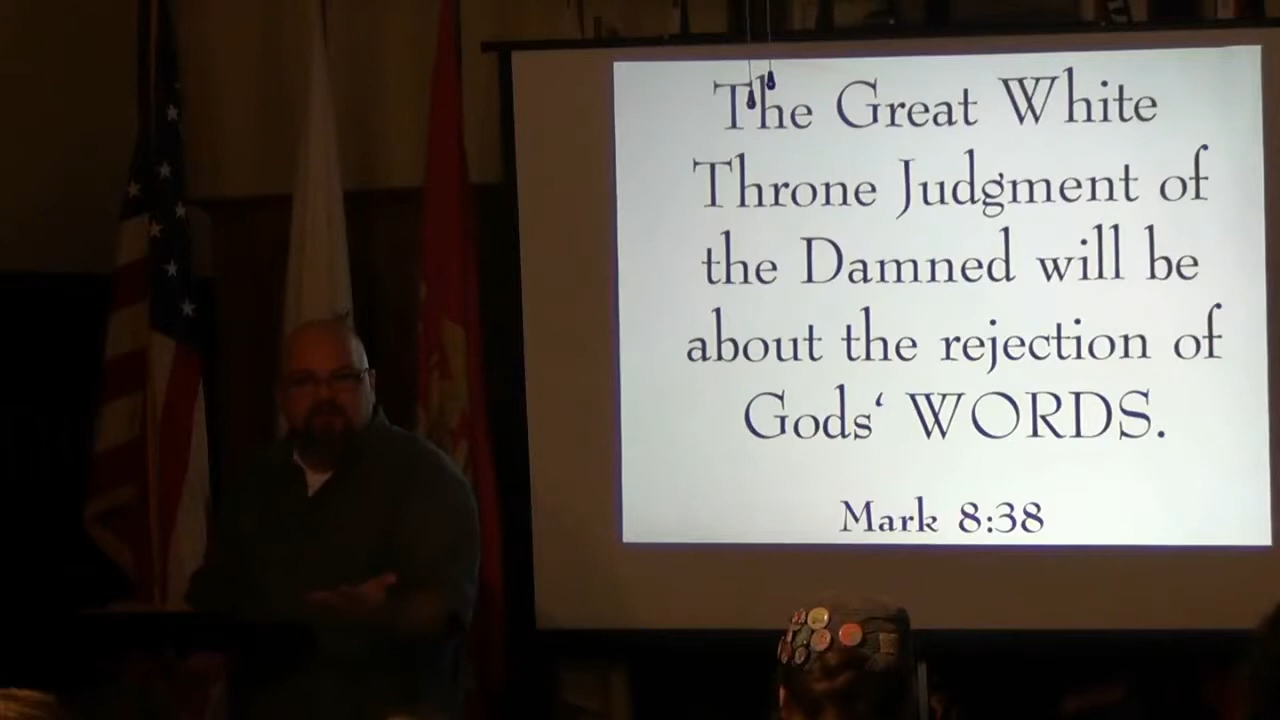 The Great White
Throne Judgment of
the Damned will be
about the rejection of
Gods‘ WORDS.
Mark 8:38